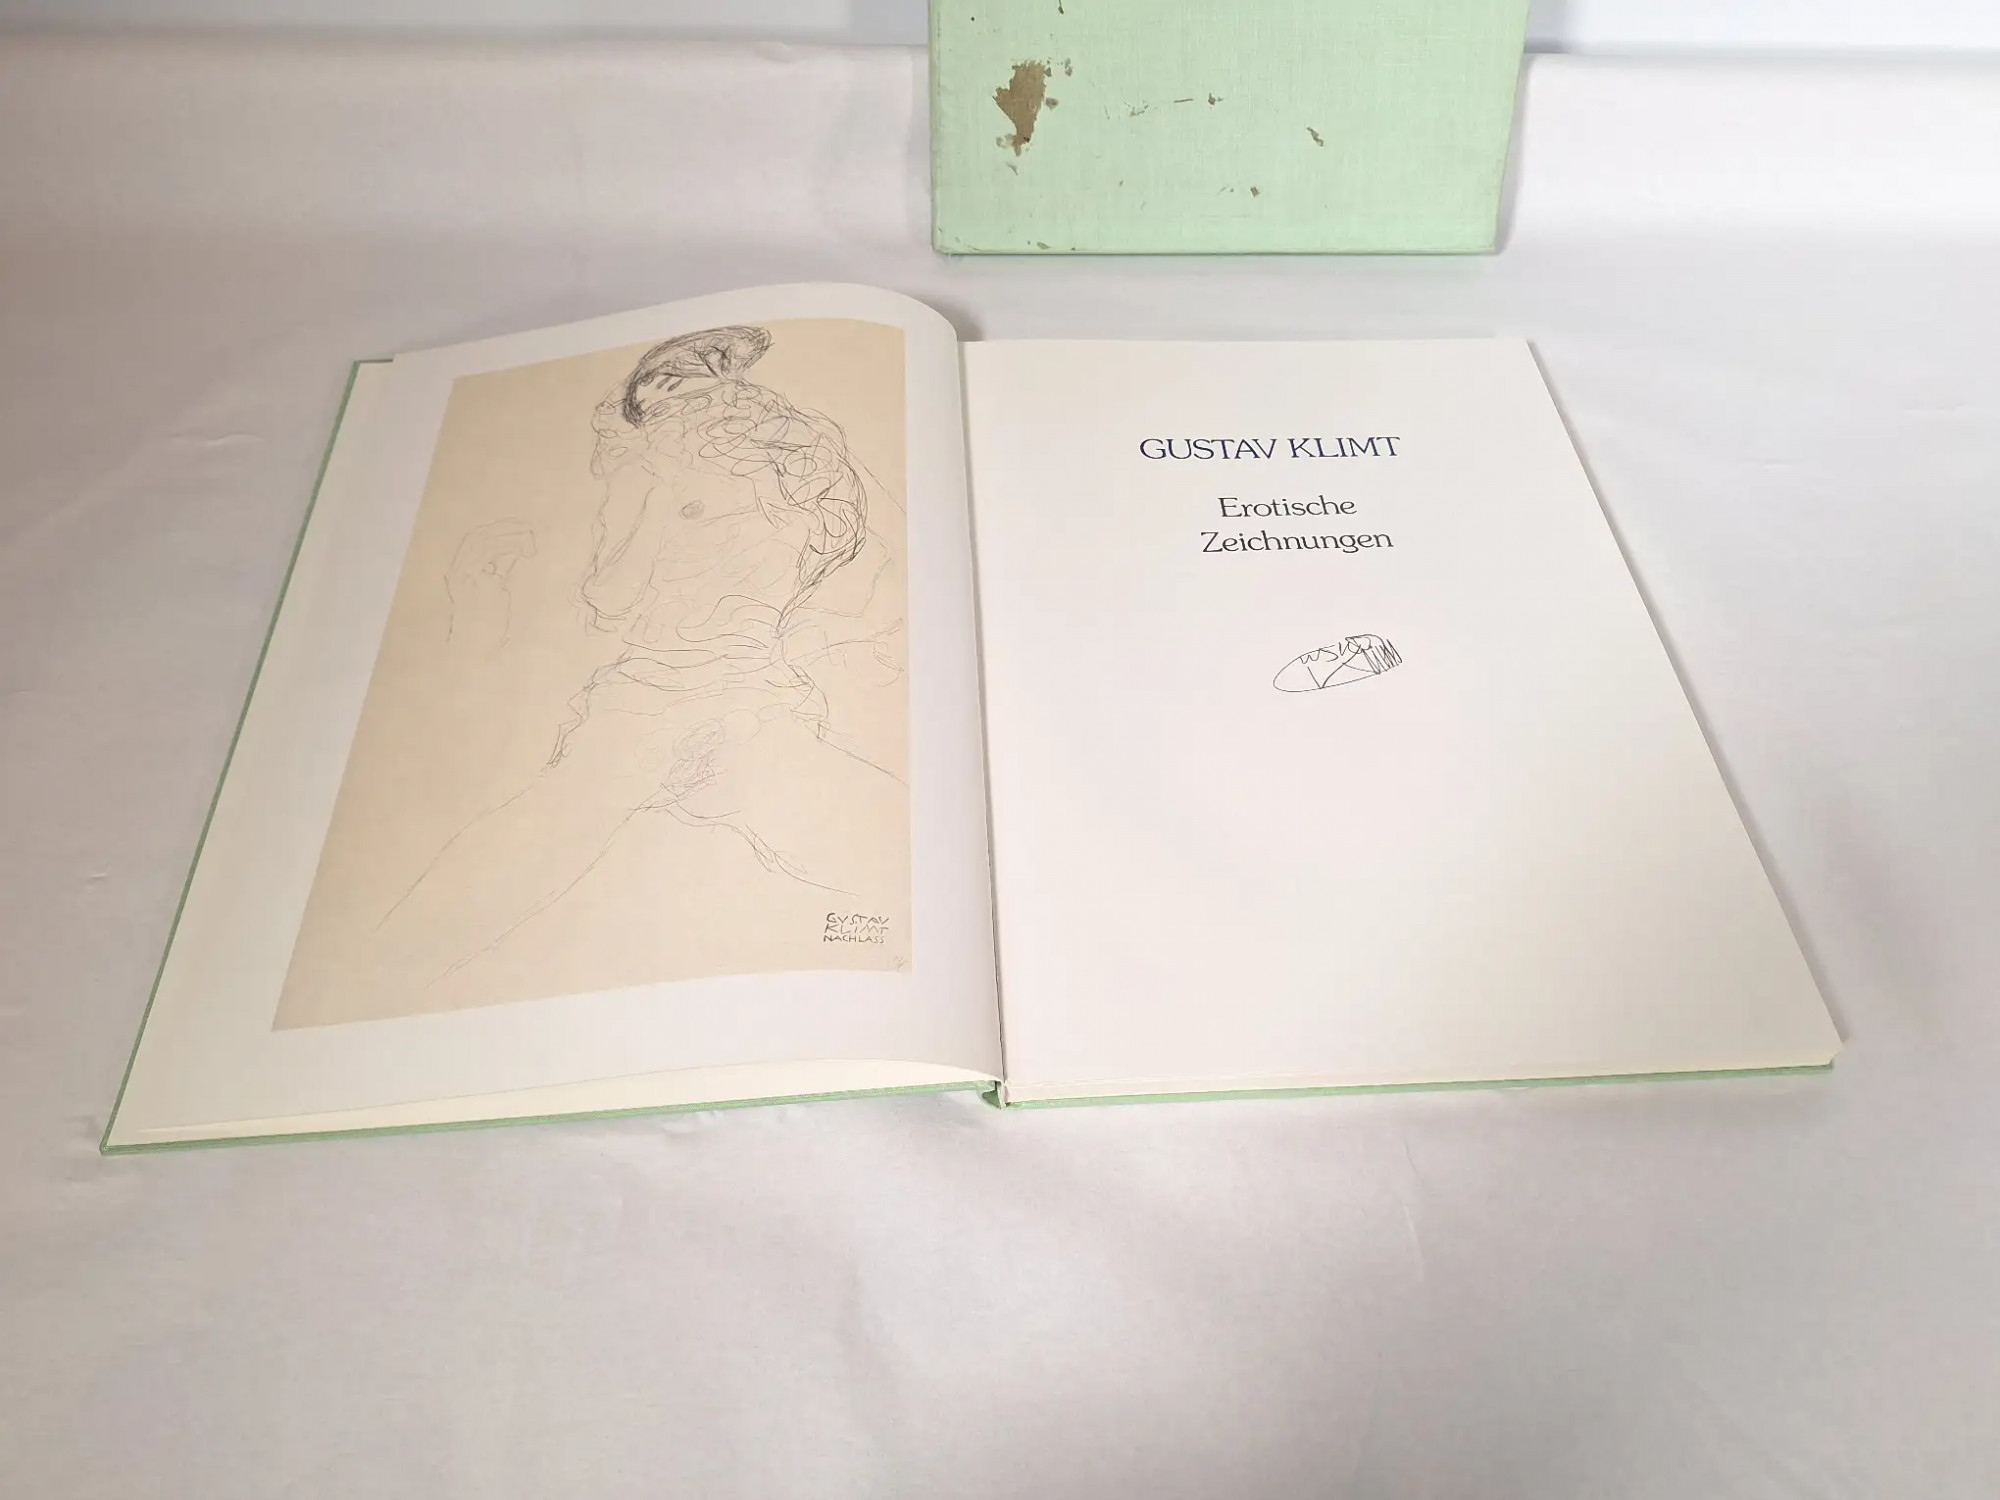 GUSTAV
KLIMT
NACHLASS
GUSTAV KLIMT
Erotische
Zeichnungen